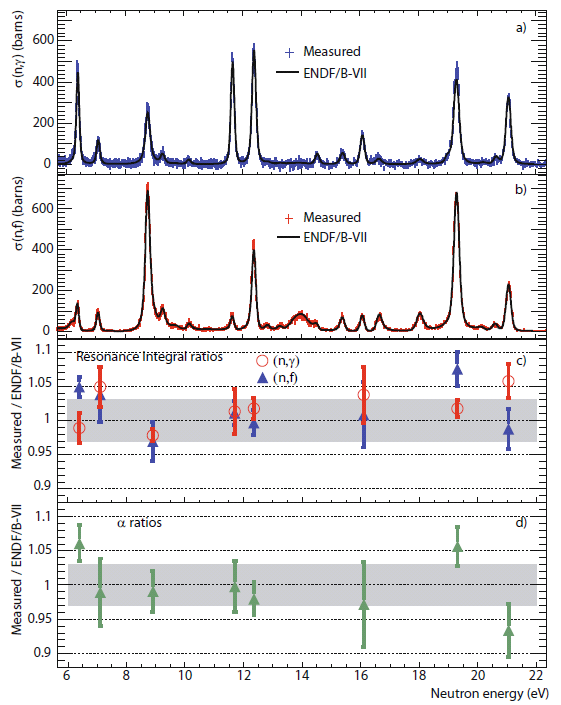 a)
σ(n,γ) (barns)
600
400
200
0
Measured
ENDF/B-VII
b)
σ(n,f) (barns)
600
400
200
0
Measured
ENDF/B-VII
c)
Measured / ENDF/B-VII
1.1
1.05
1
0.95
0.9
Resonance Integral ratios
(n,γ)
(n,f)
d)
Measured / ENDF/B-VII
1.1
1.05
1
0.95
0.9
α ratios
6 8 10 12 14 16 18 20 22
Neutron energy (eV)